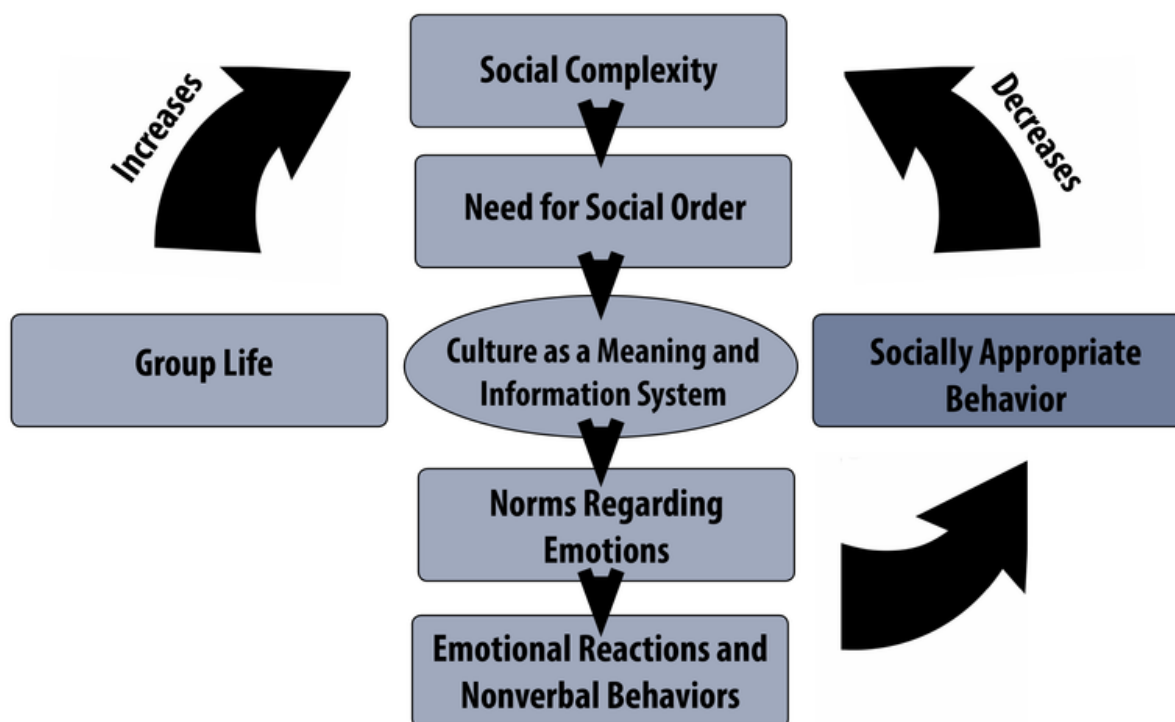 Social Complexity
Increases
Decreases
Need for Social Order
Group Life
Culture as a Meaning and
Information System
Socially Appropriate
Behavior
Norms Regarding
Emotions
Emotional Reactions and
Nonverbal Behaviors